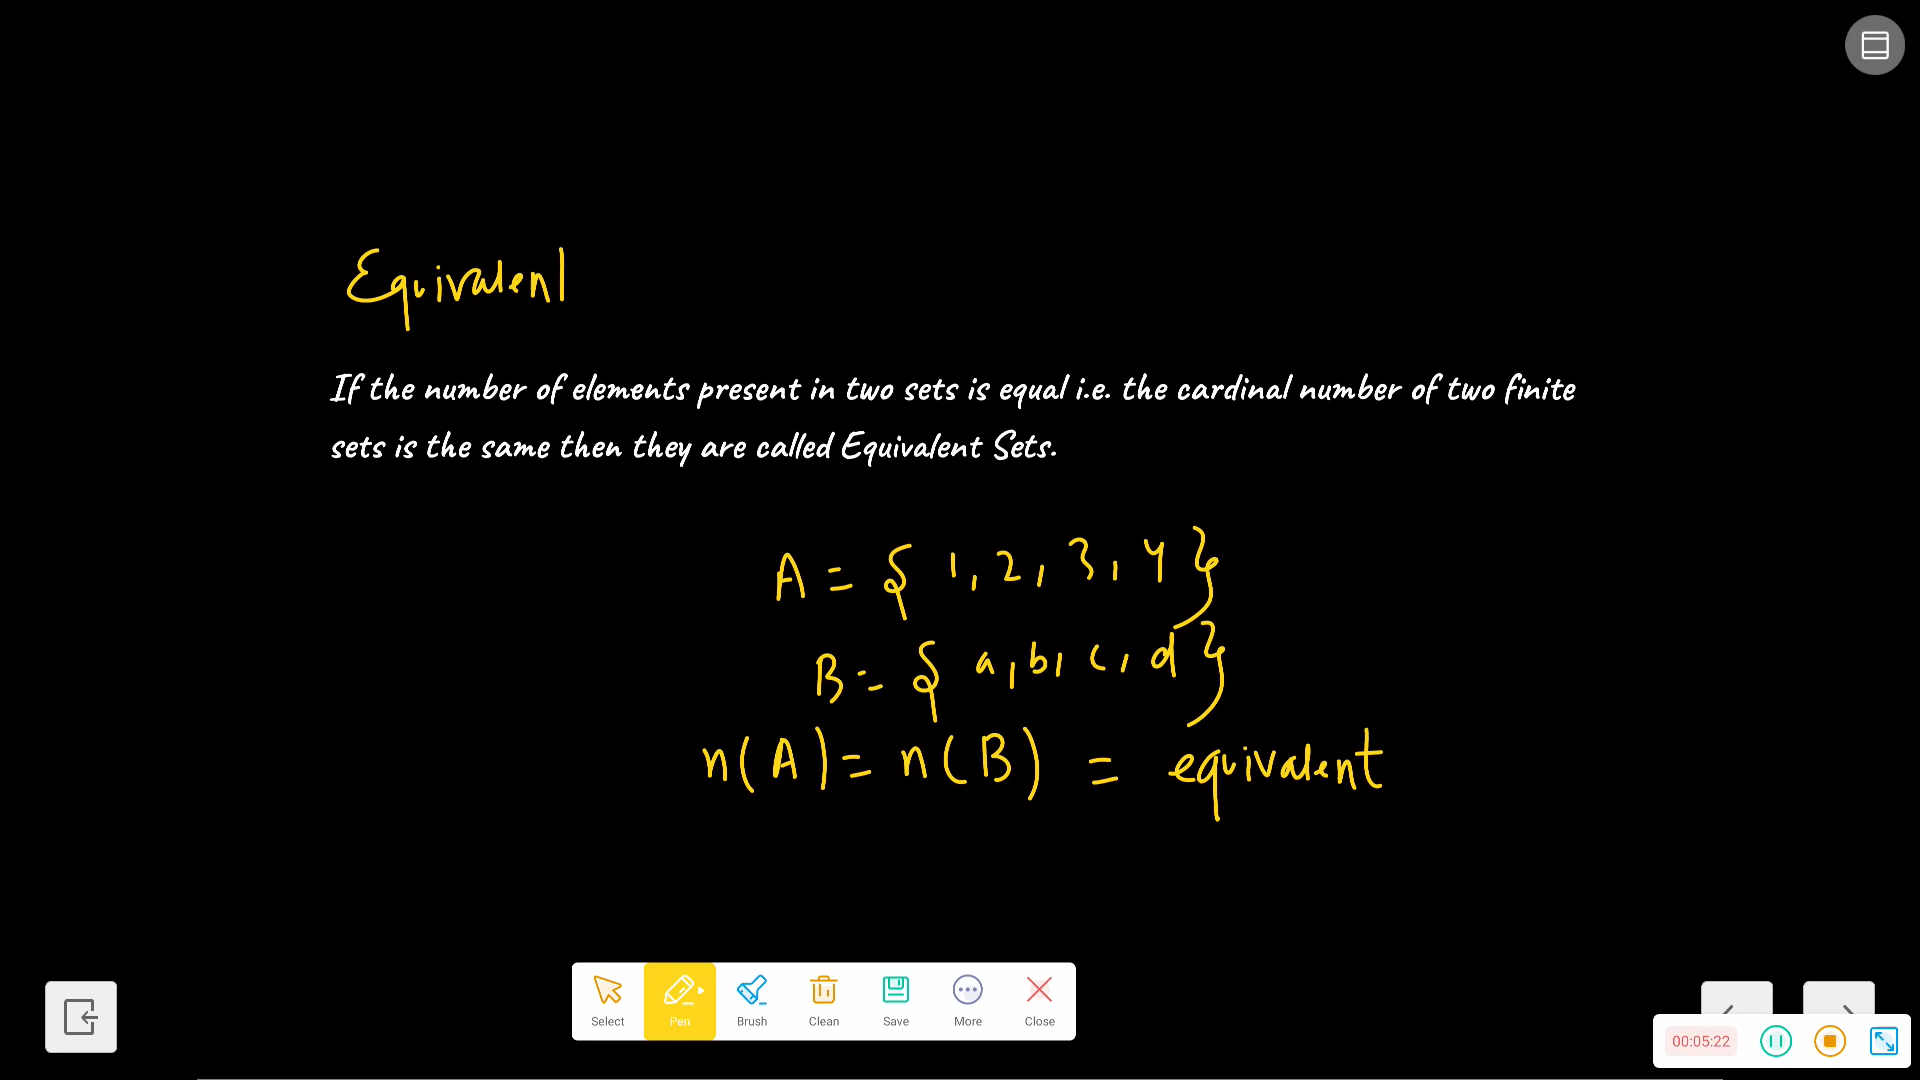 Equivalent
If the number of elements present in two sets is equal i.e. the cardinal number of two finite
sets is the same then they are called Equivalent Sets.
A = { 1, 2, 3, 4 }
B = { a, b, c, d }
n(A) = n(B) = equivalent
Select Pen Brush Clean Save More Close
00:05:22